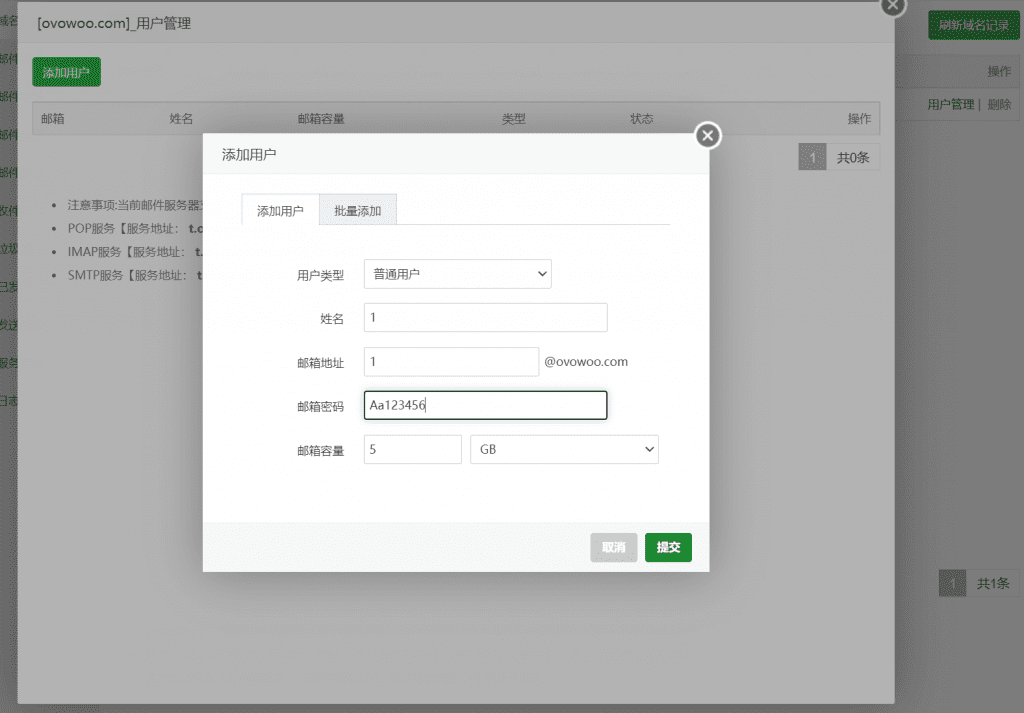 [ovowoo.com]_用户管理
刷新域名记录
添加用户
操作
邮箱 姓名 邮箱容量 类型 状态 操作
用户管理 | 删除
添加用户
1 共0条
添加用户 批量添加
注意事项:当前邮件服务器
POP服务【服务地址: t.
IMAP服务【服务地址: t.
SMTP服务【服务地址: t
用户类型 普通用户
姓名 1
邮箱地址 1 @ovowoo.com
邮箱密码 Aa123456
邮箱容量 5 GB
取消 提交
1 共1条